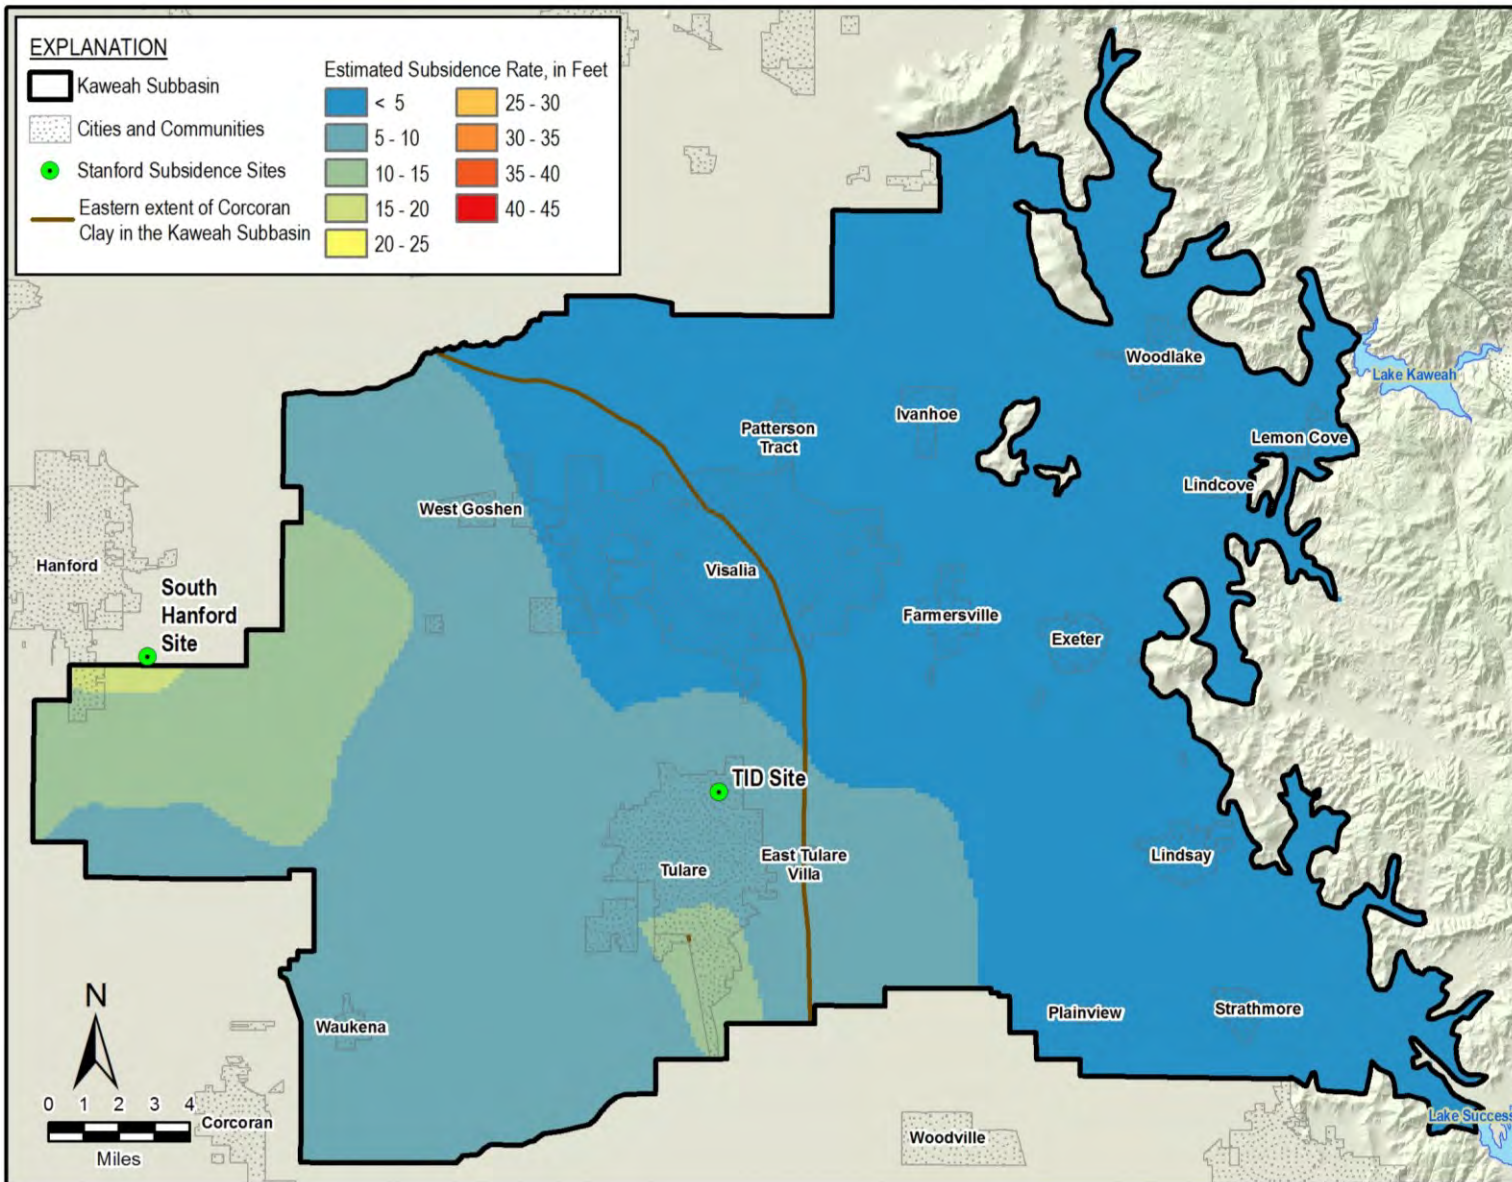 EXPLANATION
Kaweah Subbasin
Cities and Communities
Stanford Subsidence Sites
Eastern extent of Corcoran
Clay in the Kaweah Subbasin
Estimated Subsidence Rate, in Feet
< 5
5 - 10
10 - 15
15 - 20
20 - 25
25 - 30
30 - 35
35 - 40
40 - 45
Woodlake
Lake Kaweah
Ivanhoe
Patterson
Tract
Lemon Cove
Lindcove
West Goshen
Hanford
Visalia
South
Hanford
Site
Farmersville
Exeter
TID Site
East Tulare
Villa
Tulare
Lindsay
Waukena
Plainview
Strathmore
N
0 1 2 3 4
Miles
Corcoran
Woodville
Lake Success